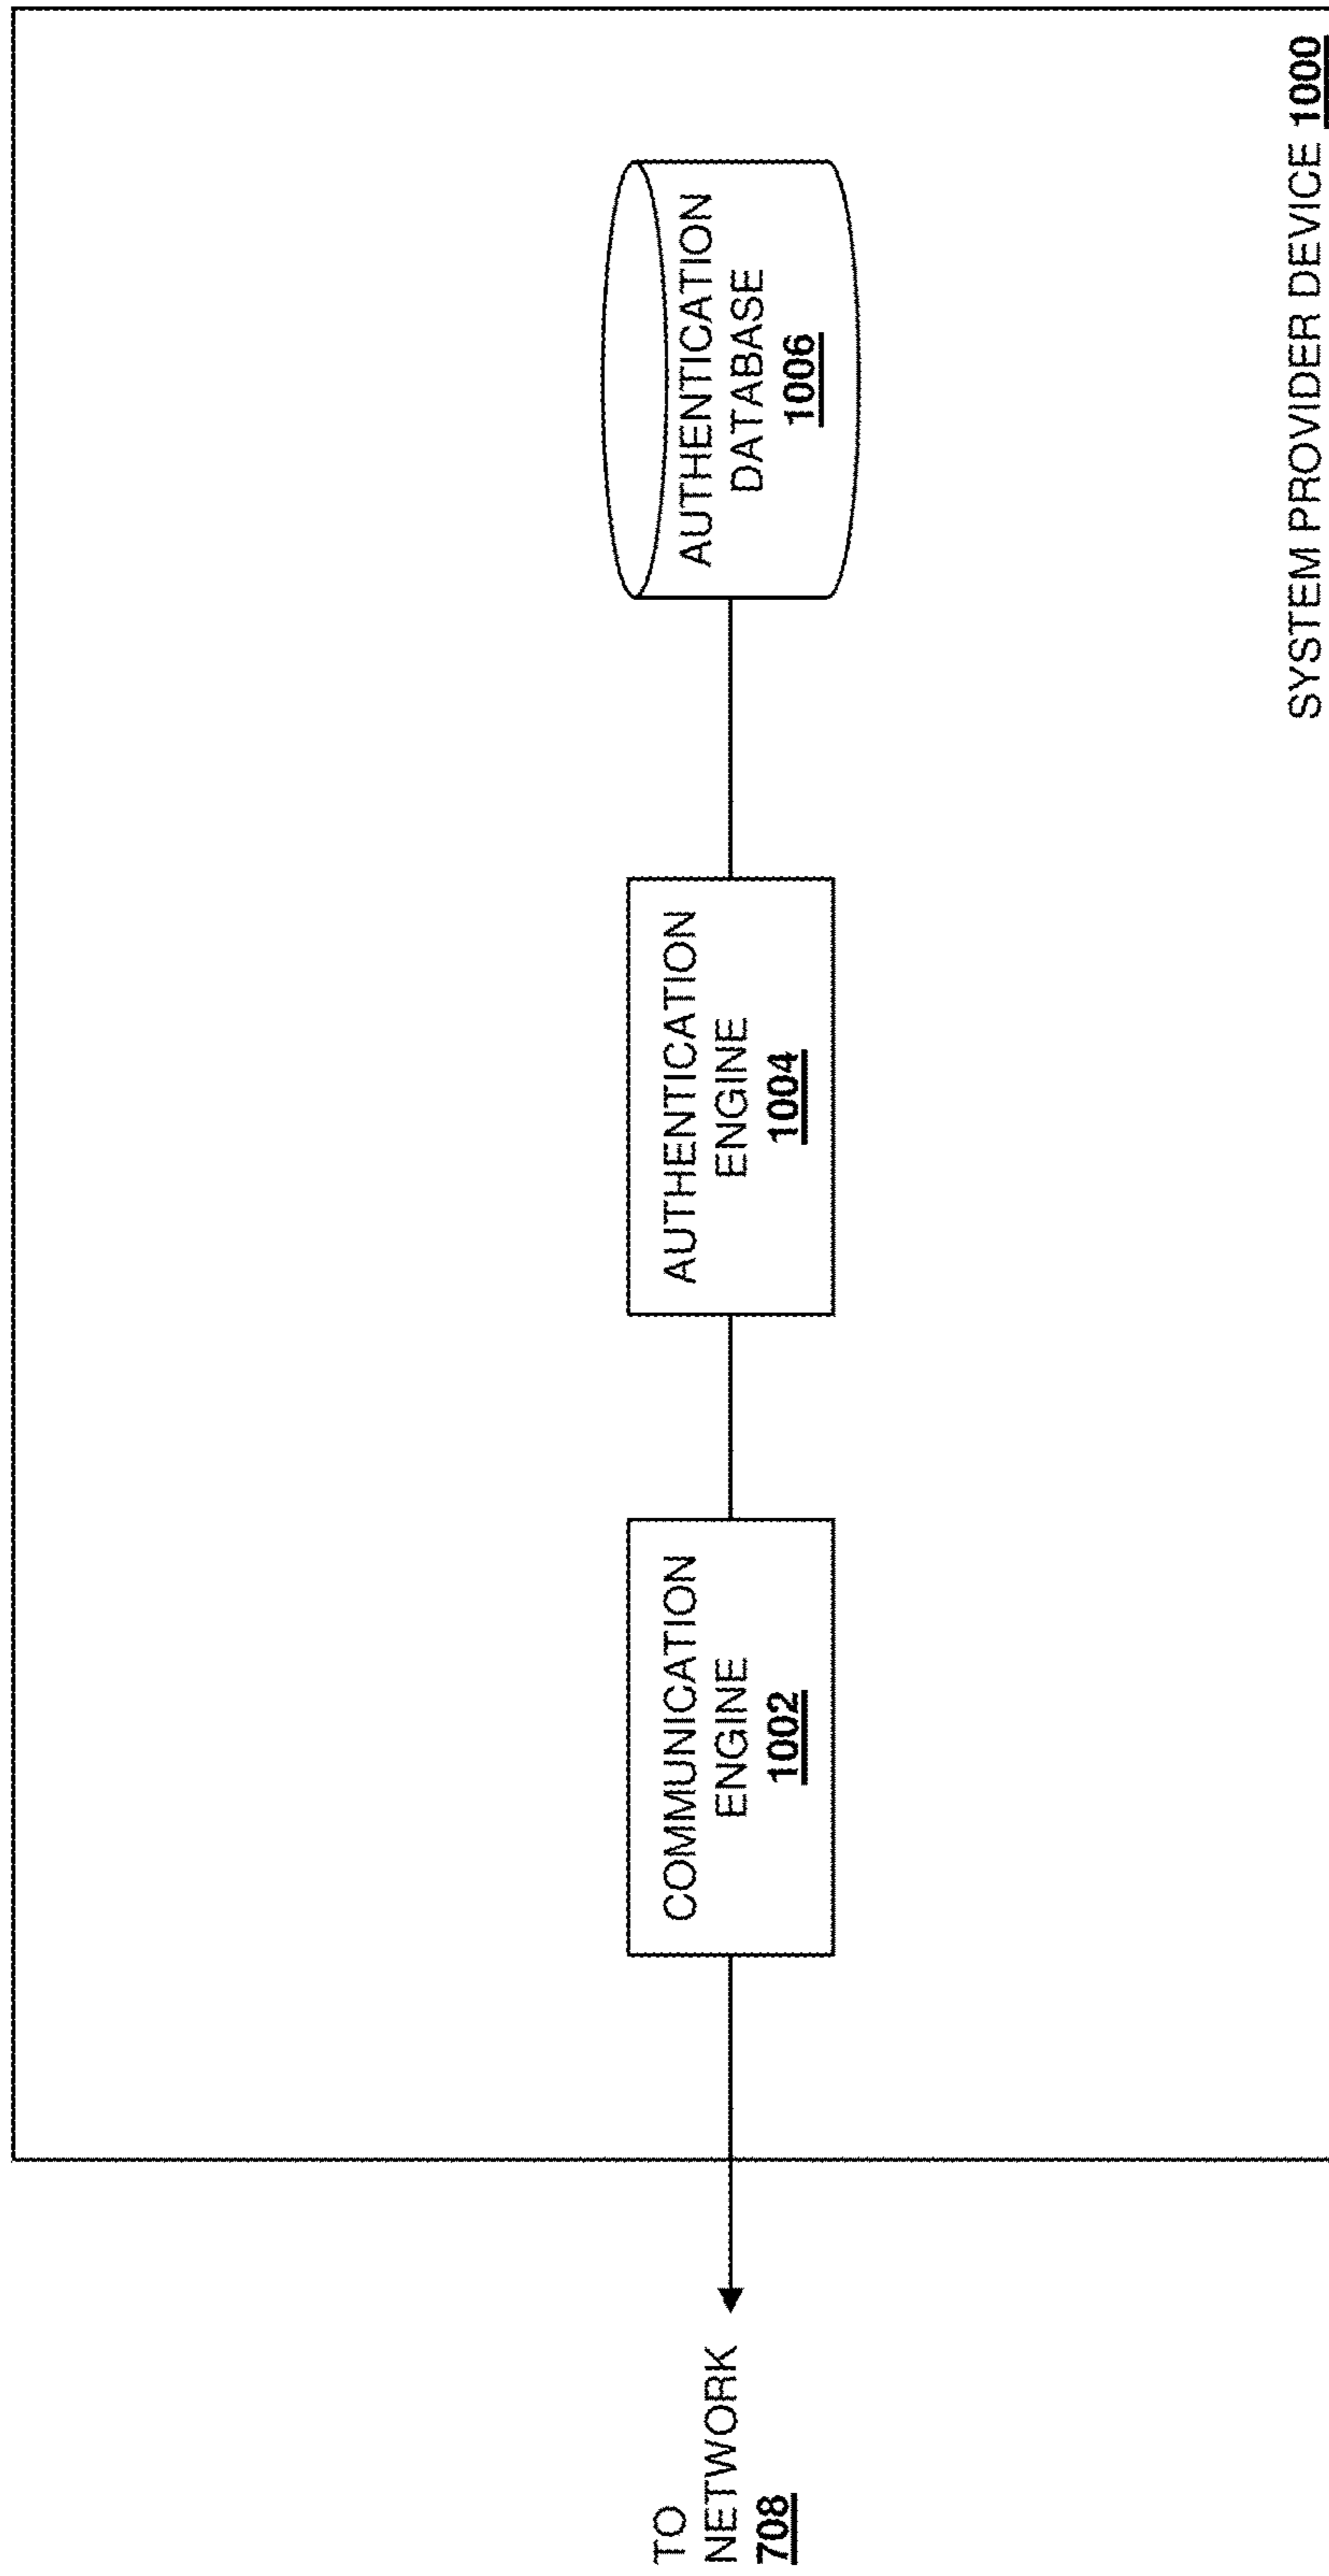 TO
NETWORK
708
COMMUNICATION
ENGINE
1002
AUTHENTICATION
ENGINE
1004
AUTHENTICATION
DATABASE
1006
SYSTEM PROVIDER DEVICE 1000